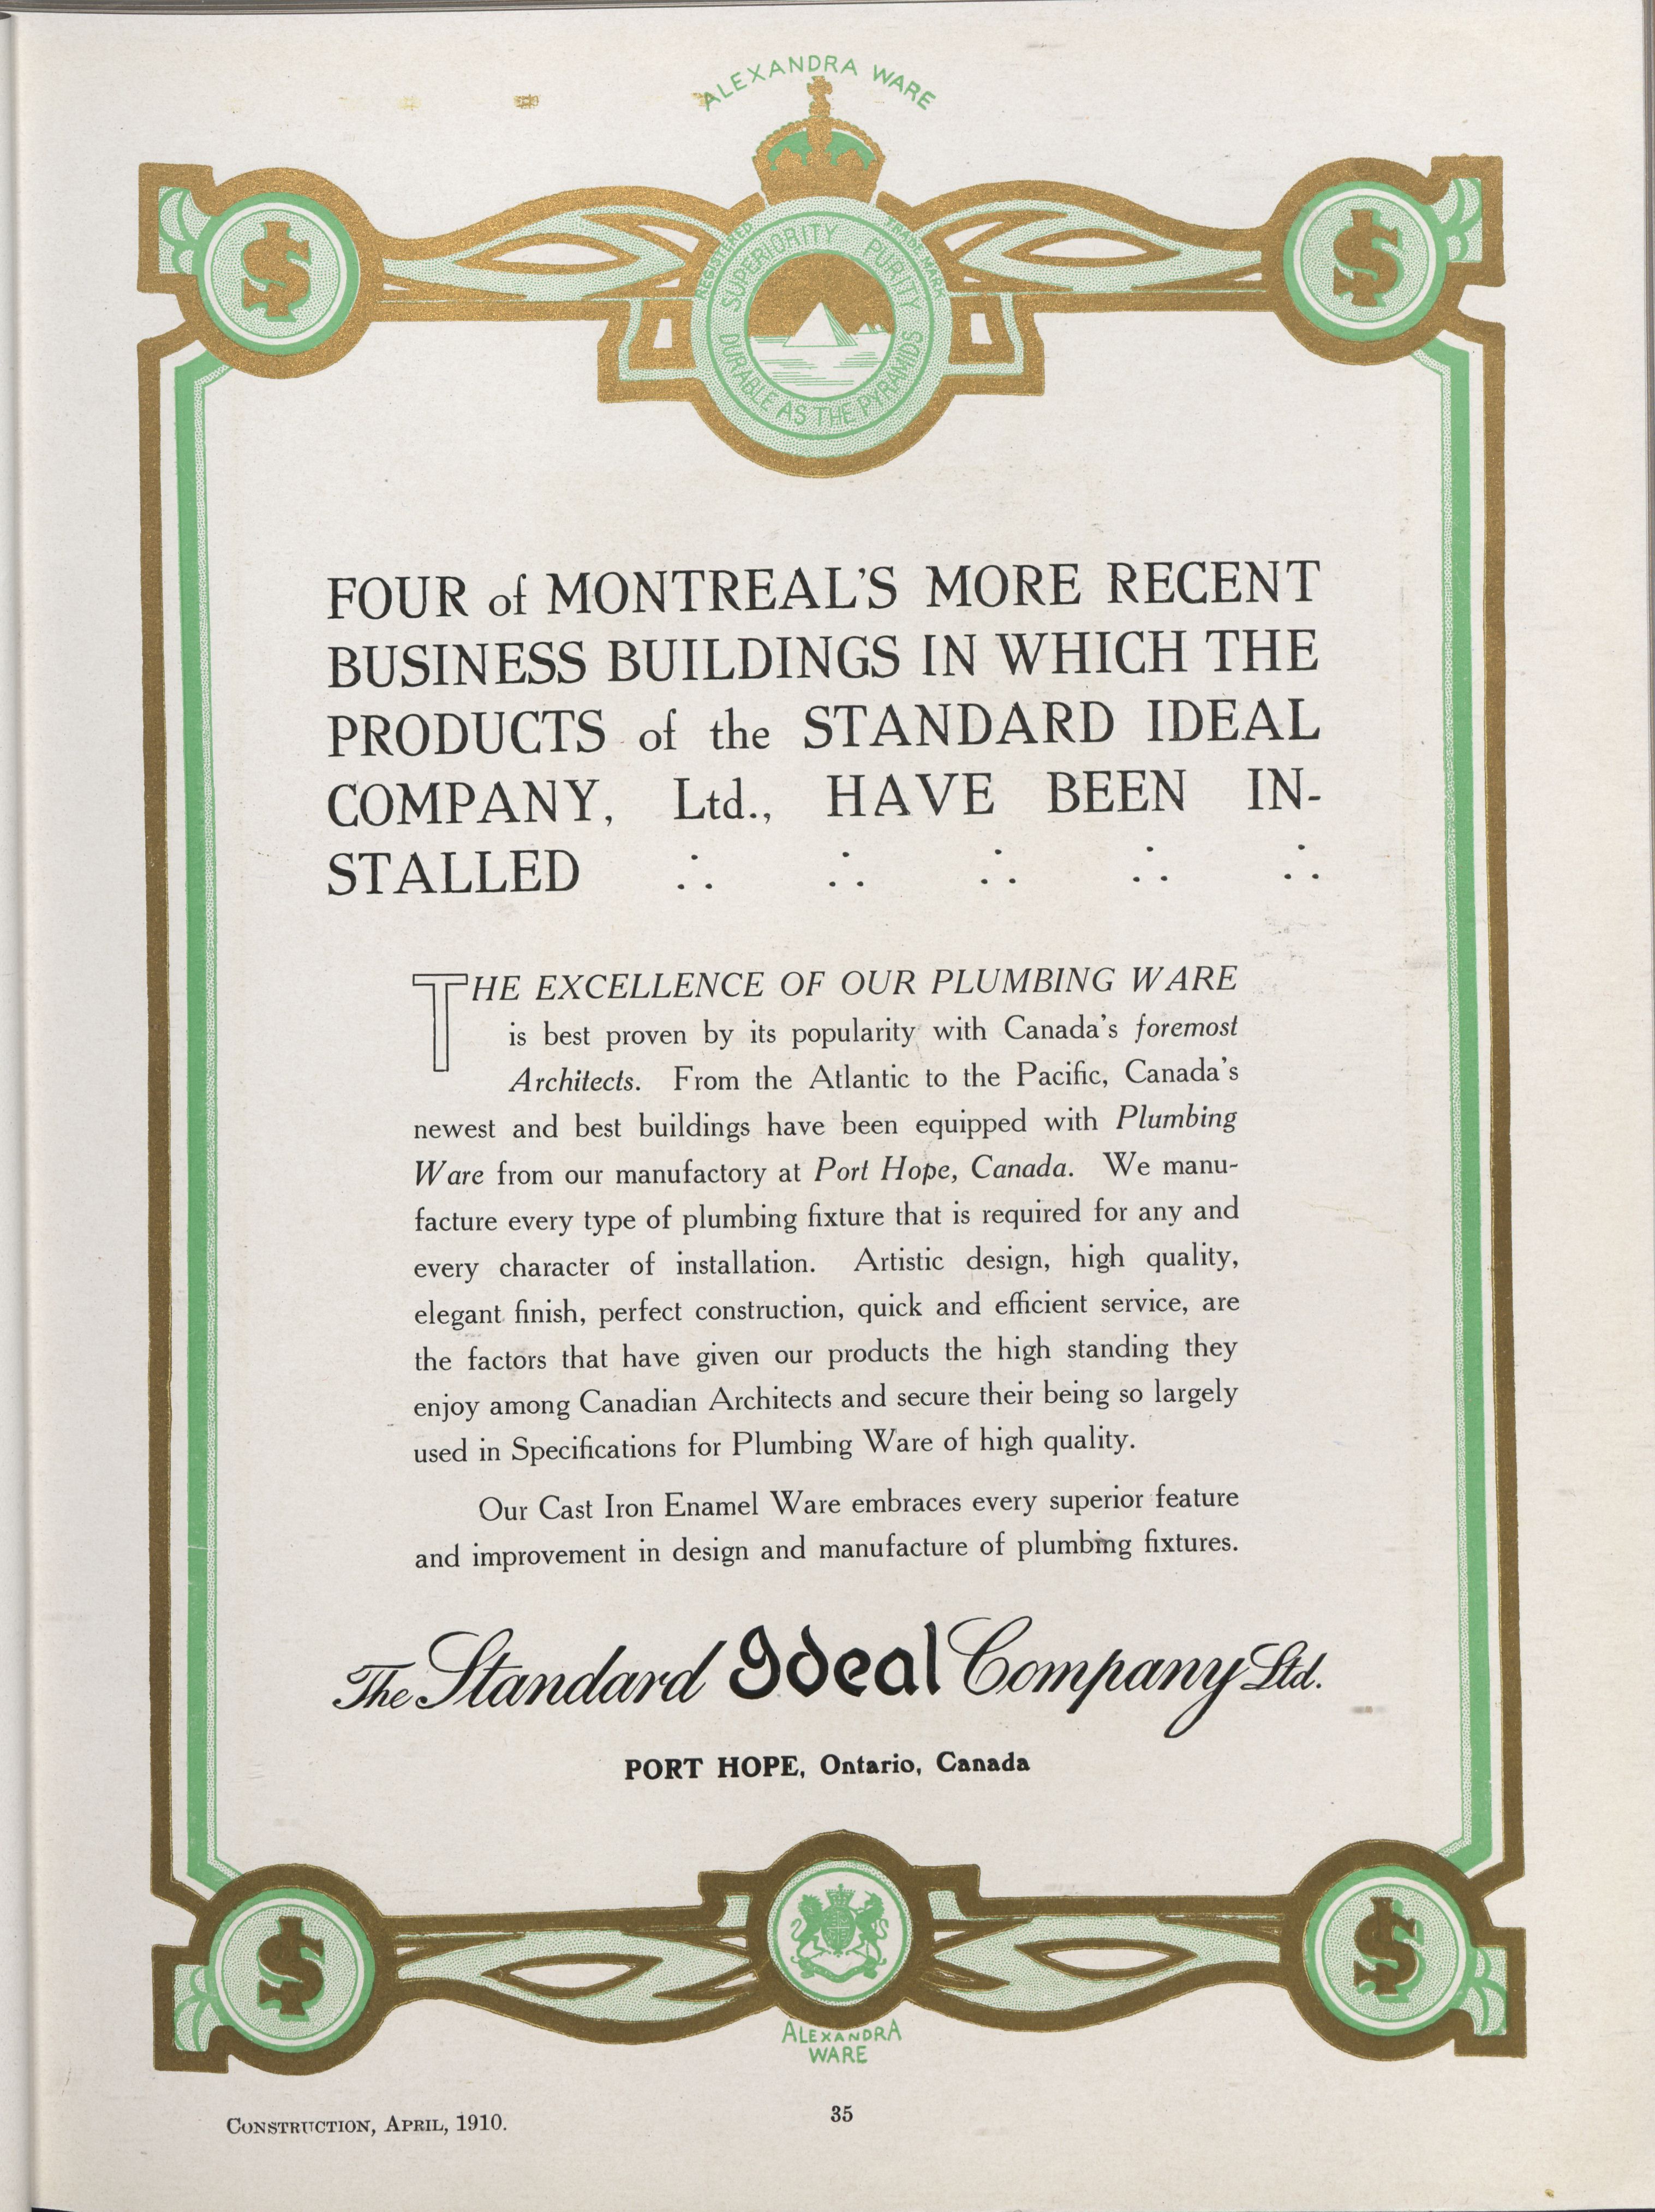 ALEXANDRA WARE
REGISTERED TRADE MARK
SUPERIORITY PURITY
DURABLE AS THE PYRAMIDS
FOUR of MONTREAL'S MORE RECENT
BUSINESS BUILDINGS IN WHICH THE
PRODUCTS of the STANDARD IDEAL
COMPANY, Ltd., HAVE BEEN IN-
STALLED ∴ ∴ ∴ ∴ ∴
THE EXCELLENCE OF OUR PLUMBING WARE
is best proven by its popularity with Canada's foremost
Architects. From the Atlantic to the Pacific, Canada's
newest and best buildings have been equipped with Plumbing
Ware from our manufactory at Port Hope, Canada. We manu-
facture every type of plumbing fixture that is required for any and
every character of installation. Artistic design, high quality,
elegant finish, perfect construction, quick and efficient service, are
the factors that have given our products the high standing they
enjoy among Canadian Architects and secure their being so largely
used in Specifications for Plumbing Ware of high quality.
Our Cast Iron Enamel Ware embraces every superior feature
and improvement in design and manufacture of plumbing fixtures.
The Standard Ideal Company Ltd.
PORT HOPE, Ontario, Canada
ALEXANDRA
WARE
CONSTRUCTION, APRIL, 1910.
35